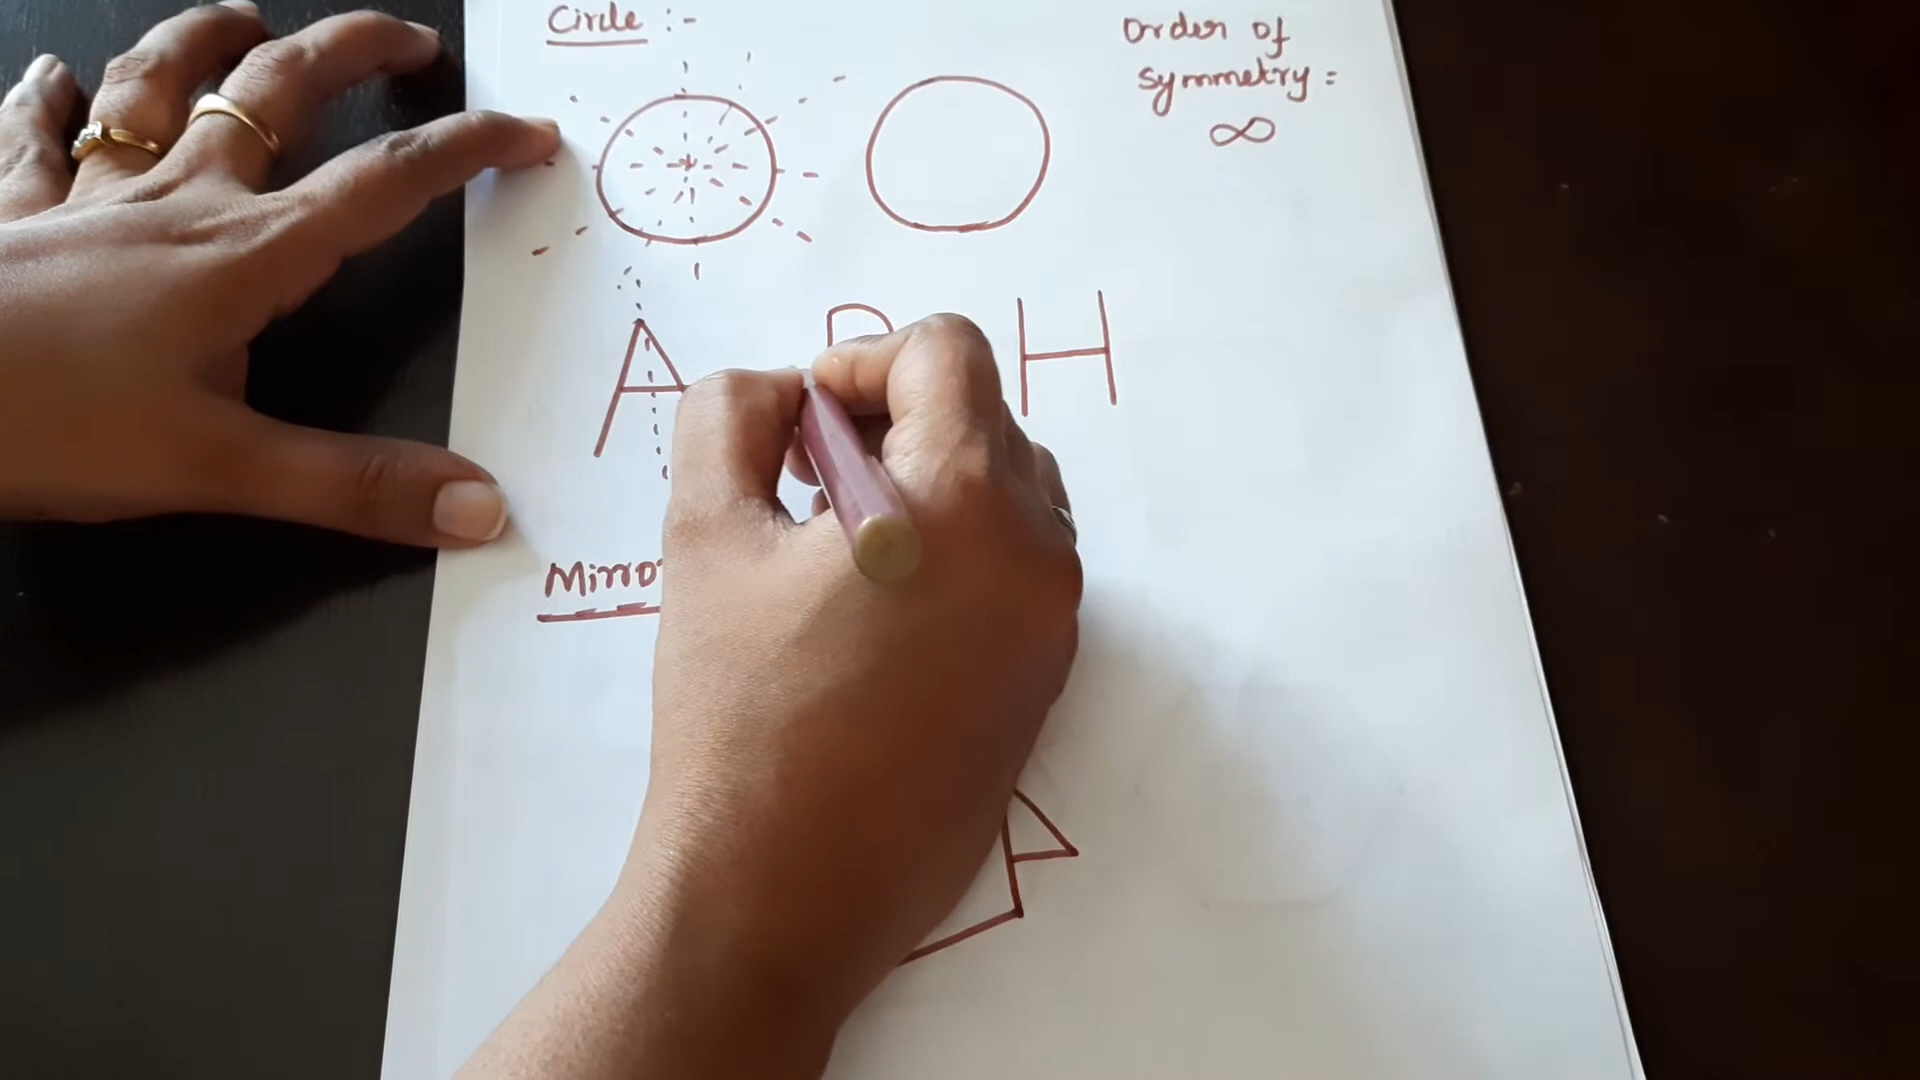 Circle :-
Order of
Symmetry =
∞
A H